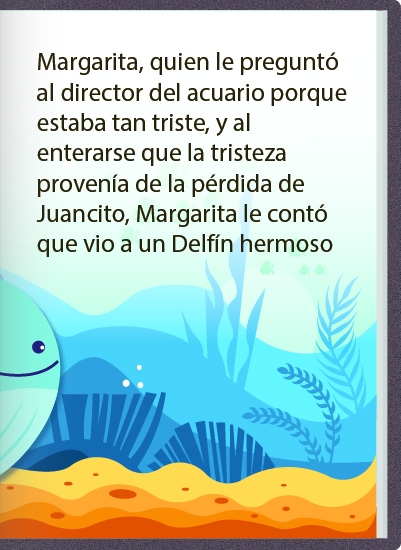 Margarita, quien le preguntó
al director del acuario porque
estaba tan triste, y al
enterarse que la tristeza
provenía de la pérdida de
Juancito, Margarita le contó
que vio a un Delfín hermoso